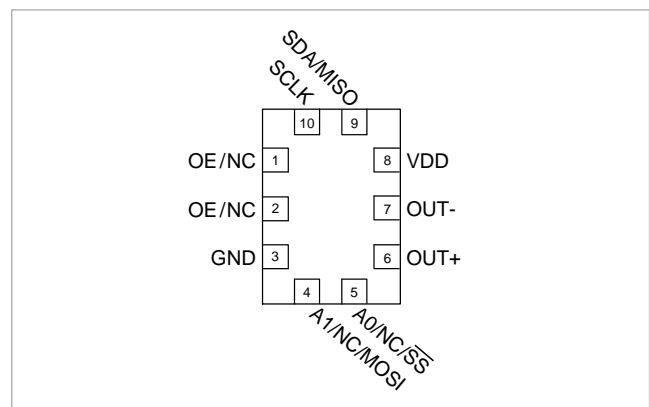 SDA/MISO
SCLK
10
9
OE/NC
1
8
VDD
OE/NC
2
7
OUT-
GND
3
6
OUT+
4
5
A1/NC/MOSI
A0/NC/S̅S̅